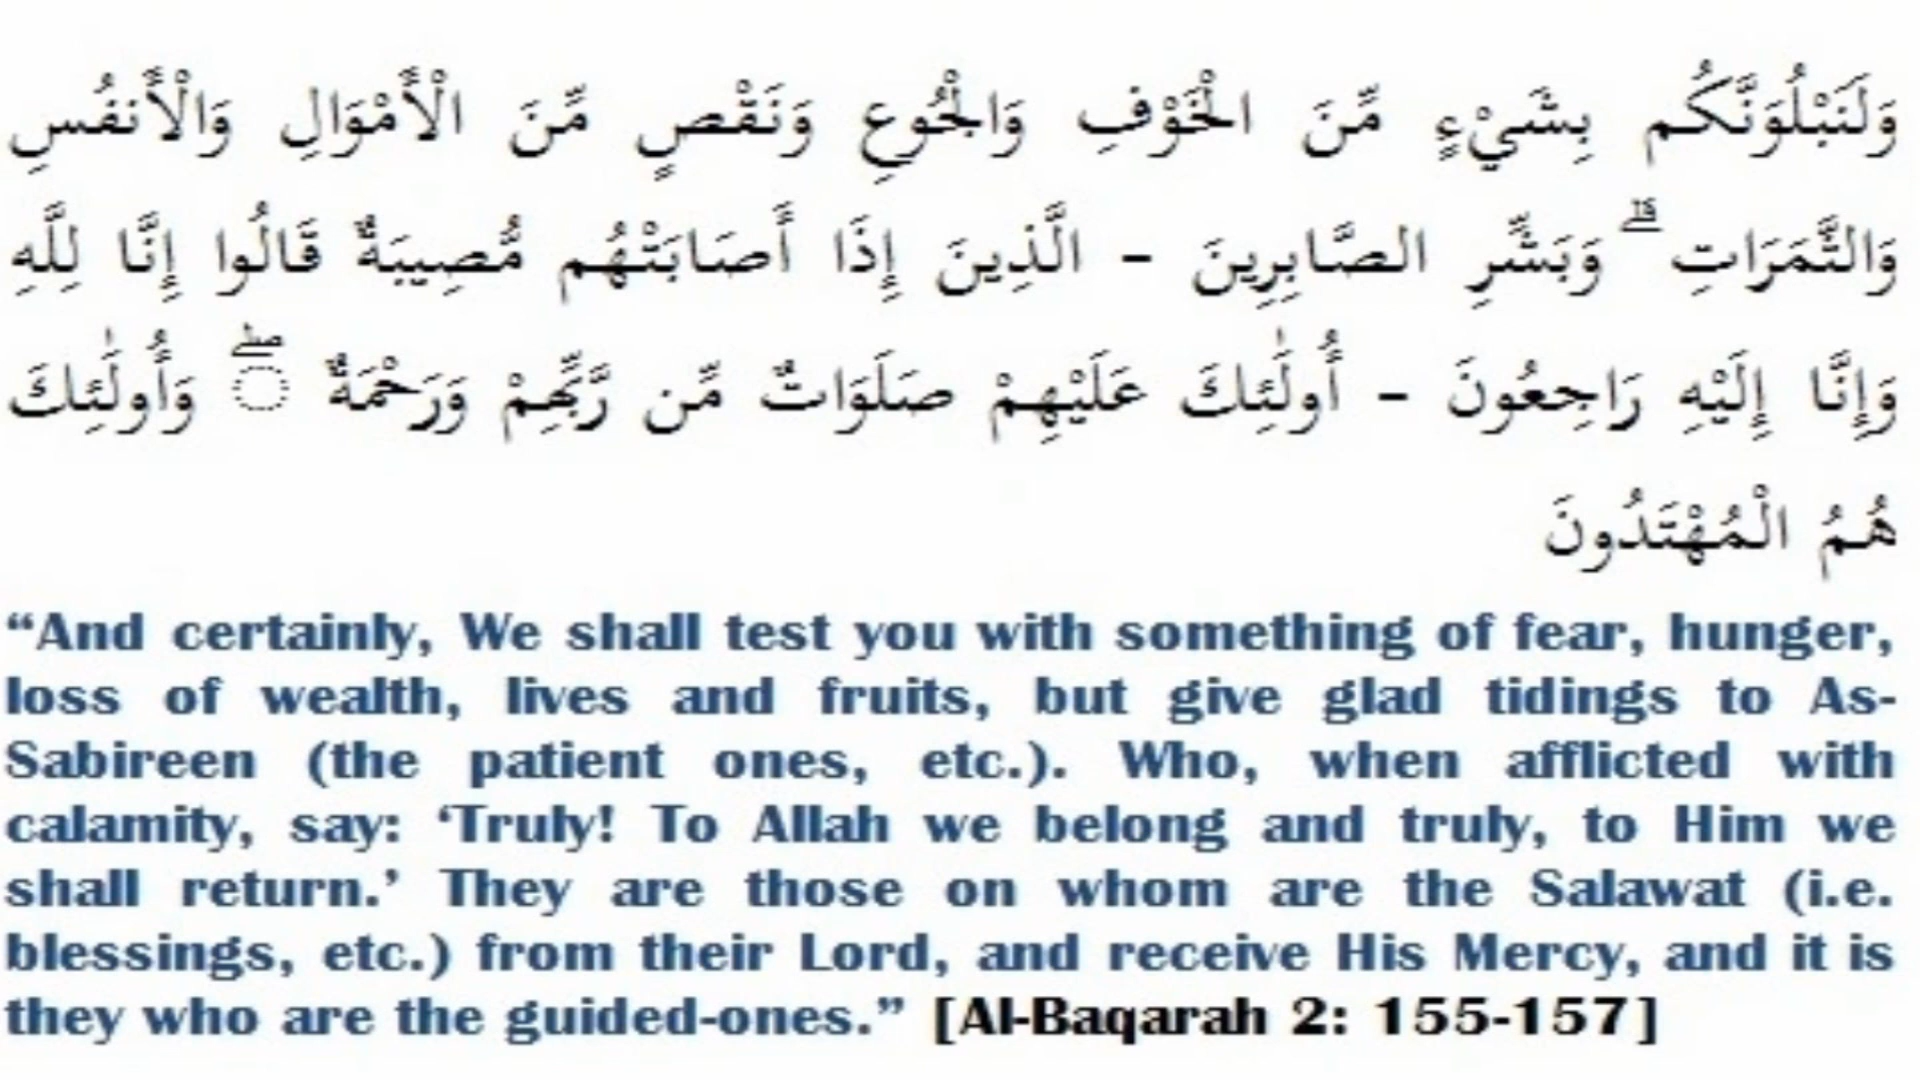 وَلَنَبْلُوَنَّكُم بِشَيْءٍ مِّنَ الْخَوْفِ وَالْجُوعِ وَنَقْصٍ مِّنَ الْأَمْوَالِ وَالْأَنفُسِ
وَالثَّمَرَاتِ ۗ وَبَشِّرِ الصَّابِرِينَ – الَّذِينَ إِذَا أَصَابَتْهُم مُّصِيبَةٌ قَالُوا إِنَّا لِلَّهِ
وَإِنَّا إِلَيْهِ رَاجِعُونَ – أُولَٰئِكَ عَلَيْهِمْ صَلَوَاتٌ مِّن رَّبِّهِمْ وَرَحْمَةٌ ۖ وَأُولَٰئِكَ
هُمُ الْمُهْتَدُونَ
“And certainly, We shall test you with something of fear, hunger,
loss of wealth, lives and fruits, but give glad tidings to As-
Sabireen (the patient ones, etc.). Who, when afflicted with
calamity, say: ‘Truly! To Allah we belong and truly, to Him we
shall return.’ They are those on whom are the Salawat (i.e.
blessings, etc.) from their Lord, and receive His Mercy, and it is
they who are the guided-ones.” [Al-Baqarah 2: 155-157]